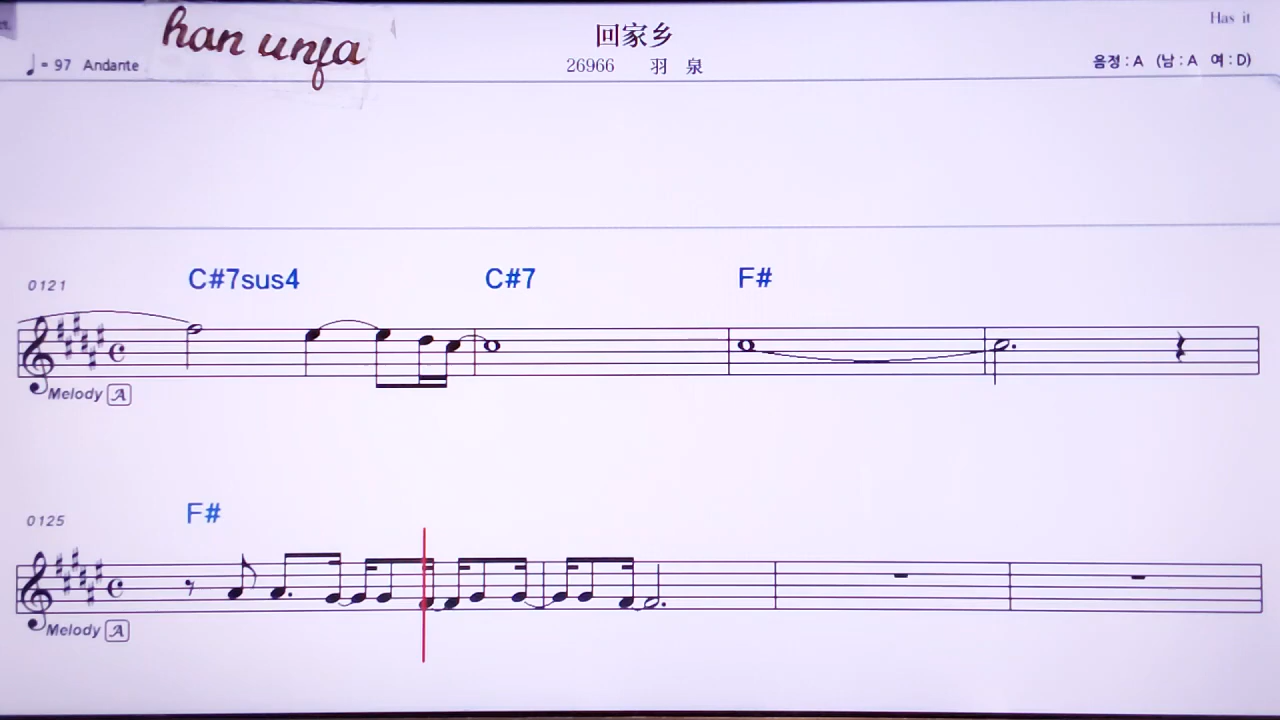 han unfa
回家乡
Has it
♩= 97 Andante
26966 羽 泉
음정 : A (남 : A 여 : D)
0121
C#7sus4 C#7 F#
Melody A
0125
F#
Melody A